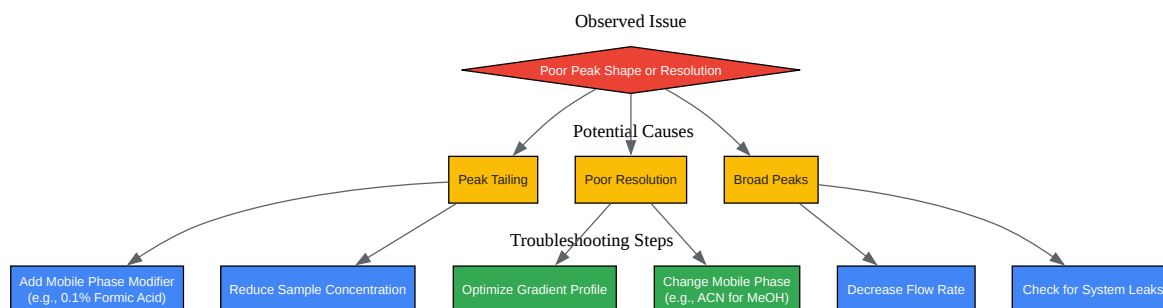 Observed Issue
Poor Peak Shape or Resolution
Potential Causes
Peak Tailing
Poor Resolution
Broad Peaks
Troubleshooting Steps
Add Mobile Phase Modifier
(e.g., 0.1% Formic Acid)
Reduce Sample Concentration
Optimize Gradient Profile
Change Mobile Phase
(e.g., ACN for MeOH)
Decrease Flow Rate
Check for System Leaks